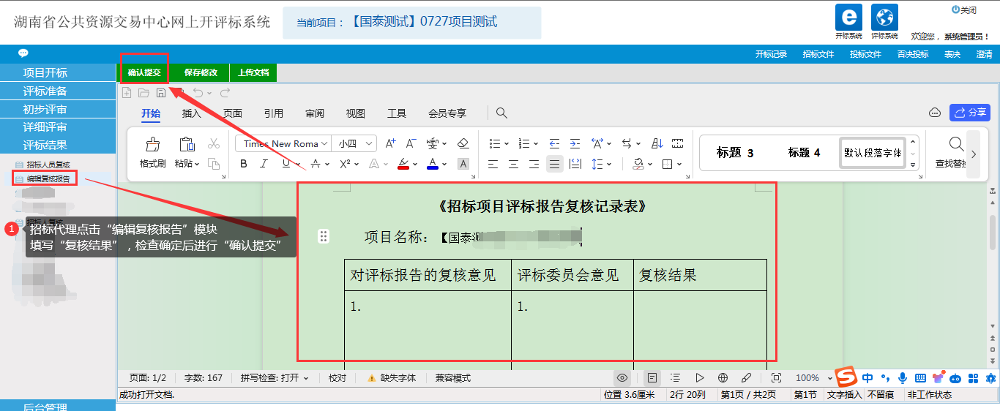 湖南省公共资源交易中心网上开评标系统
当前项目：【国泰测试】0727项目测试
开标系统
评标系统
关闭
欢迎您，系统管理员！
开标记录 招标文件 投标文件 否决投标 表决 澄清
项目开标
评标准备
初步评审
详细评审
评标结果
招标人员复核
编辑复核报告
招标人复核
后台管理
确认提交 保存修改 上传文档
开始 插入 页面 引用 审阅 视图 工具 会员专享
分享
格式刷 粘贴
Times New Roma 小四
标题 3 标题 4 默认段落字体
查找替换
1
招标代理点击“编辑复核报告”模块
填写“复核结果”，检查确定后进行“确认提交”
《招标项目评标报告复核记录表》
项目名称：【国泰测
对评标报告的复核意见 评标委员会意见 复核结果
1. 1.
页面: 1/2 字数: 167 拼写检查: 打开 校对 缺失字体 兼容模式 100%
中
成功打开文档. 位置 3.6厘米 2行 20列 第1页 / 共2页 第1节 文字插入 不留痕 非工作状态